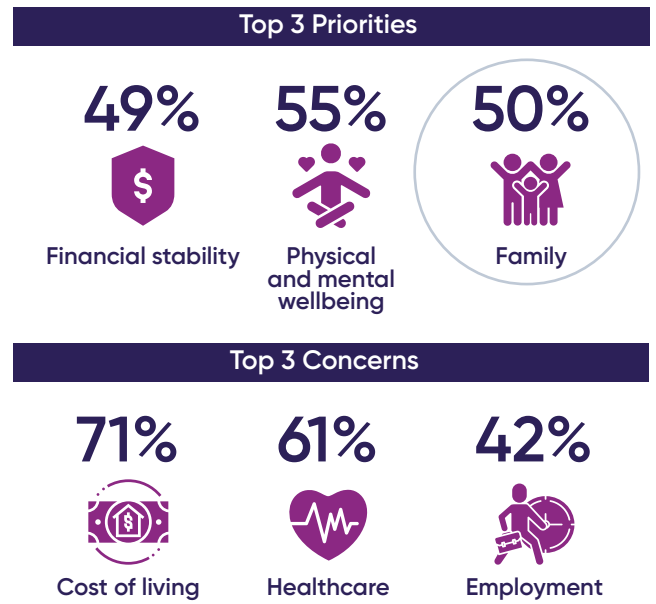 Top 3 Priorities
49%
55%
50%
$
Financial stability
Physical
and mental
wellbeing
Family
Top 3 Concerns
71%
61%
42%
$
Cost of living
Healthcare
Employment